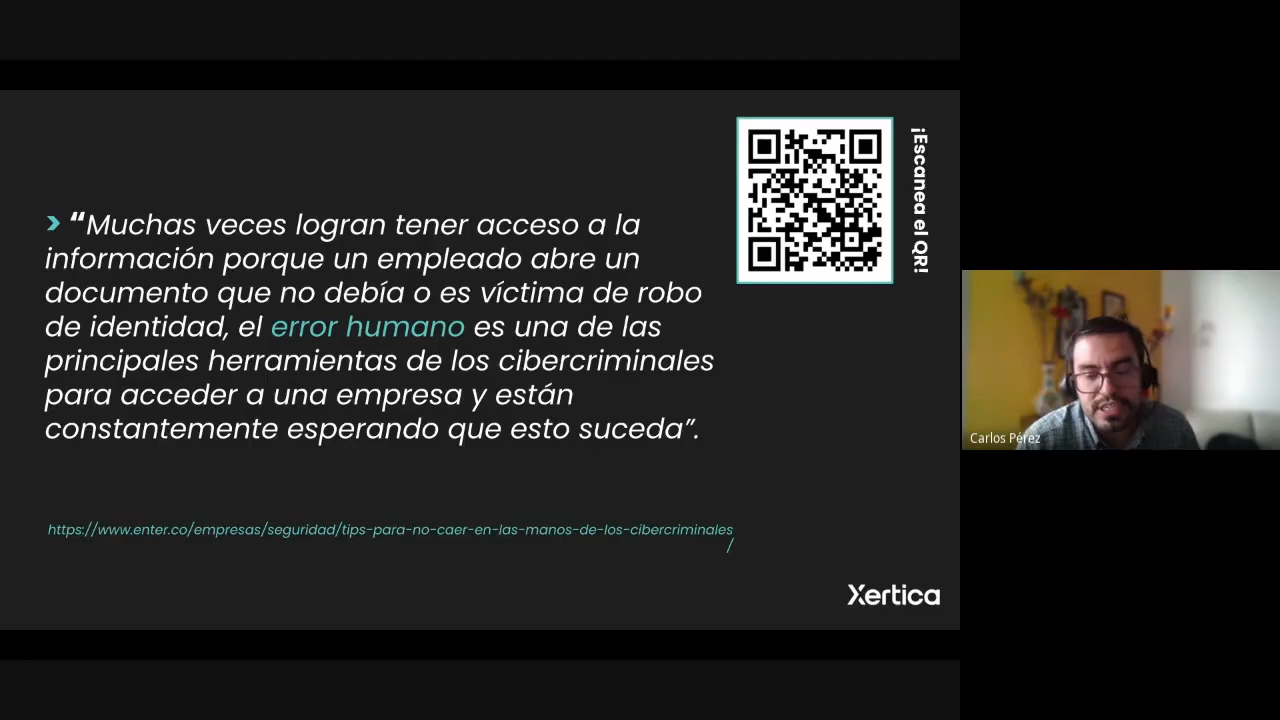 › “Muchas veces logran tener acceso a la
información porque un empleado abre un
documento que no debía o es víctima de robo
de identidad, el error humano es una de las
principales herramientas de los cibercriminales
para acceder a una empresa y están
constantemente esperando que esto suceda”.
https://www.enter.co/empresas/seguridad/tips-para-no-caer-en-las-manos-de-los-cibercriminales
/
¡Escanea el QR!
Xertica
Carlos Pérez